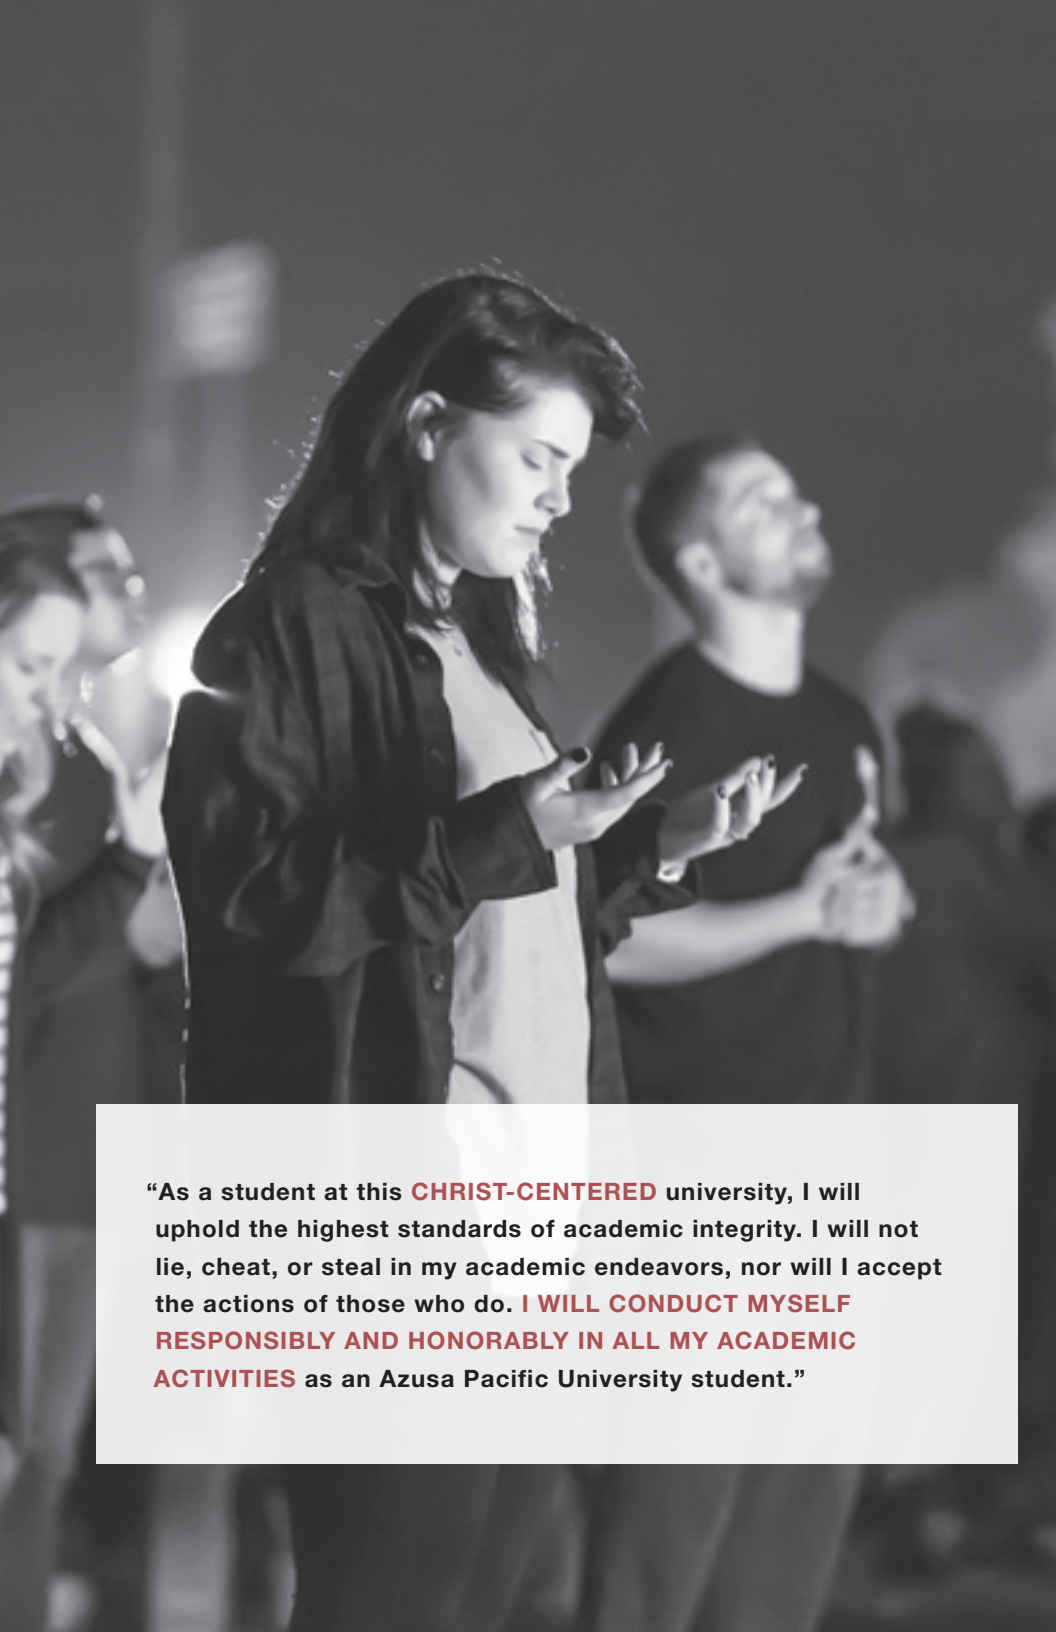 “As a student at this CHRIST-CENTERED university, I will
uphold the highest standards of academic integrity. I will not
lie, cheat, or steal in my academic endeavors, nor will I accept
the actions of those who do. I WILL CONDUCT MYSELF
RESPONSIBLY AND HONORABLY IN ALL MY ACADEMIC
ACTIVITIES as an Azusa Pacific University student.”